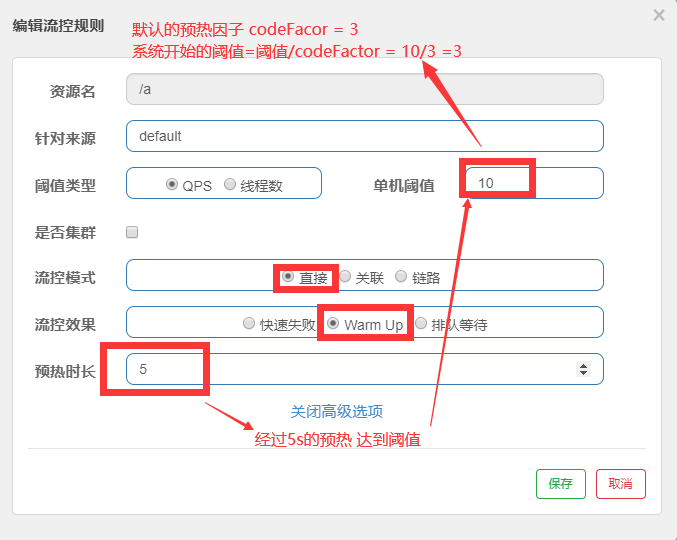 编辑流控规则
×
默认的预热因子 codeFacor = 3
系统开始的阈值=阈值/codeFactor = 10/3 =3
资源名 /a
针对来源 default
阈值类型 QPS 线程数 单机阈值 10
是否集群
流控模式 直接 关联 链路
流控效果 快速失败 Warm Up 排队等待
预热时长 5
关闭高级选项
经过5s的预热 达到阈值
保存 取消